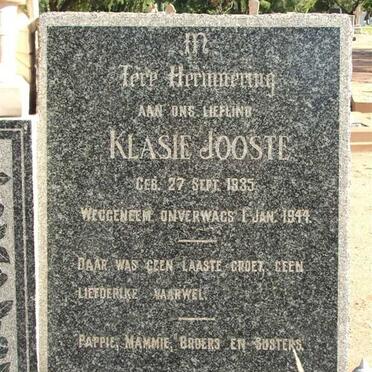 IN
Tere Herinnering
AAN ONS LIEFLING
KLASIE JOOSTE
GEB. 27 SEPT. 1935
WEGGENEEM ONVERWAGS 1 JAN. 1944.
DAAR WAS GEEN LAASTE GROET, GEEN
LIEFDERIKE VAARWEL.
PAPPIE, MAMMIE, BROERS EN SUSTERS.